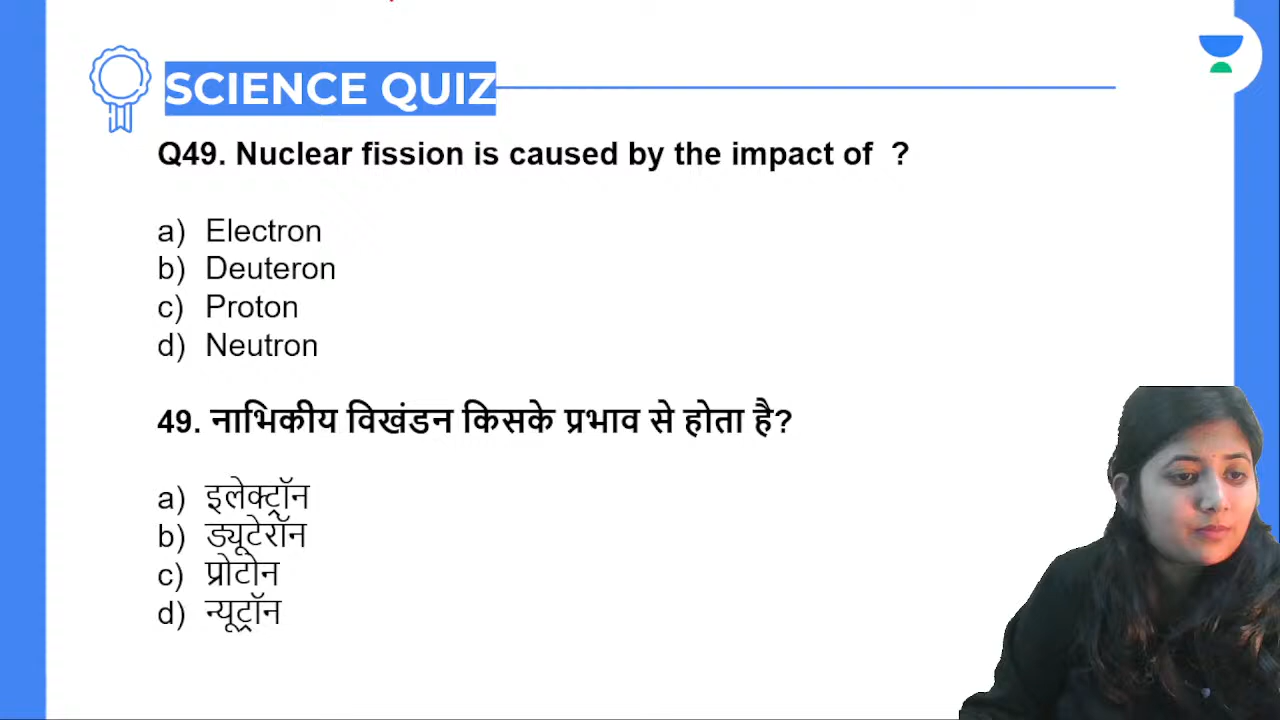 SCIENCE QUIZ
Q49. Nuclear fission is caused by the impact of ?
a) Electron
b) Deuteron
c) Proton
d) Neutron
49. नाभिकीय विखंडन किसके प्रभाव से होता है?
a) इलेक्ट्रॉन
b) ड्यूटेरॉन
c) प्रोटोन
d) न्यूट्रॉन